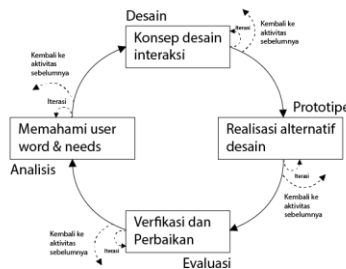 Desain
Konsep desain
interaksi
Iterasi
Kembali ke
aktivitas
sebelumnya
Kembali ke
aktivitas
sebelumnya
Iterasi
Prototipe
Memahami user
word & needs
Analisis
Realisasi alternatif
desain
Iterasi
Kembali ke
aktivitas
sebelumnya
Verfikasi dan
Perbaikan
Kembali ke
aktivitas
sebelumnya
Iterasi
Evaluasi